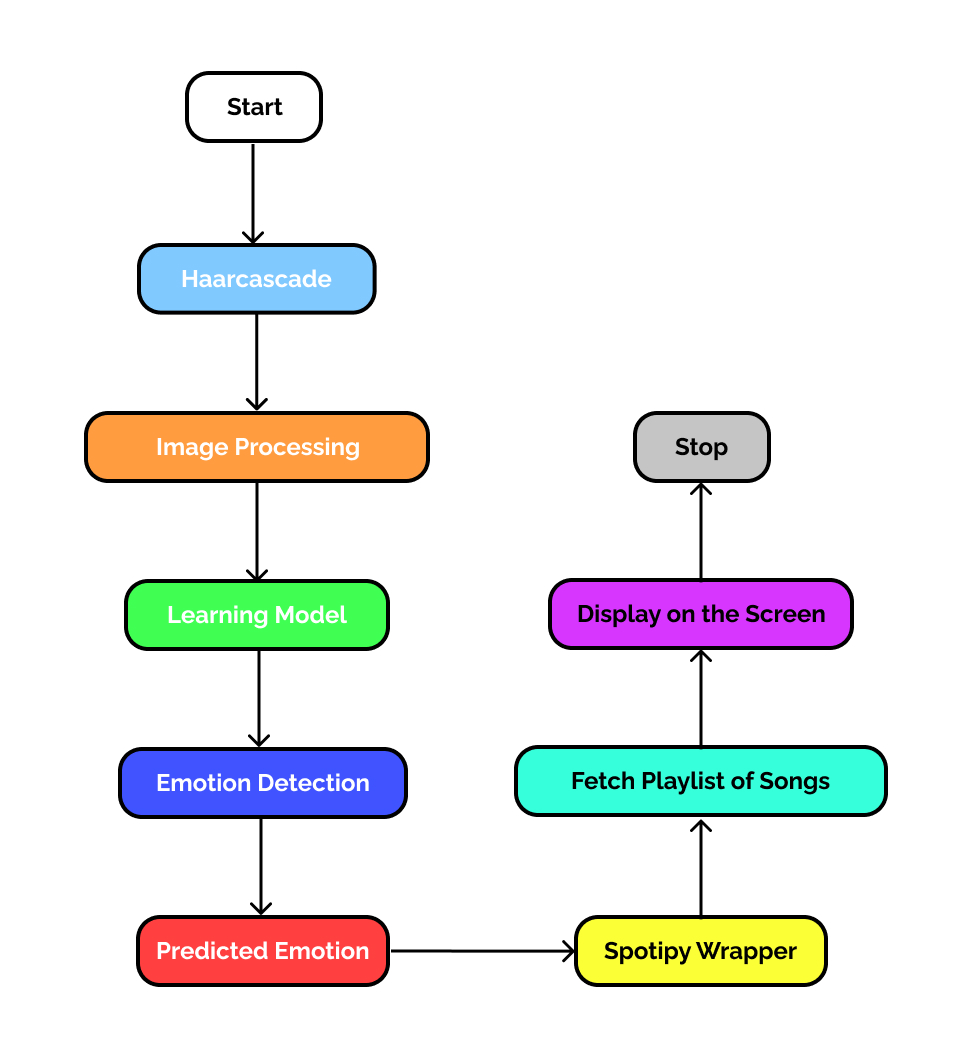 Start
Haarcascade
Image Processing
Learning Model
Emotion Detection
Predicted Emotion
Spotipy Wrapper
Fetch Playlist of Songs
Display on the Screen
Stop